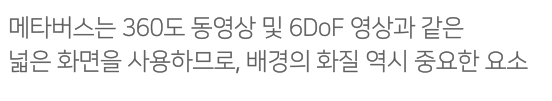 메타버스는 360도 동영상 및 6DoF 영상과 같은
넓은 화면을 사용하므로, 배경의 화질 역시 중요한 요소